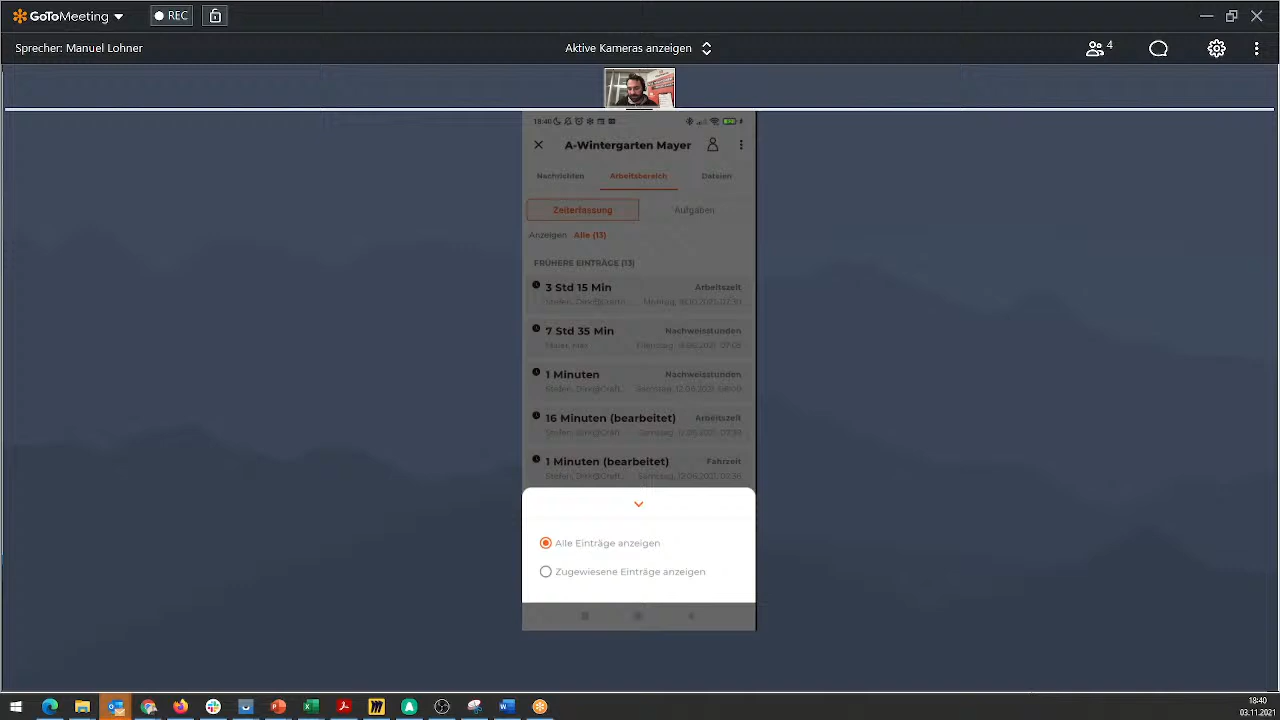 GoToMeeting
REC
Sprecher: Manuel Lohner
Aktive Kameras anzeigen
4
18:40
A-Wintergarten Mayer
Nachrichten
Arbeitsbereich
Dateien
Zeiterfassung
Aufgaben
Anzeigen Alle (13)
FRÜHERE EINTRÄGE (13)
3 Std 15 Min
Arbeitszeit
7 Std 35 Min
Nachweisstunden
1 Minuten
Nachweisstunden
16 Minuten (bearbeitet)
Arbeitszeit
1 Minuten (bearbeitet)
Fahrzeit
Alle Einträge anzeigen
Zugewiesene Einträge anzeigen
18:40
03.11.2021